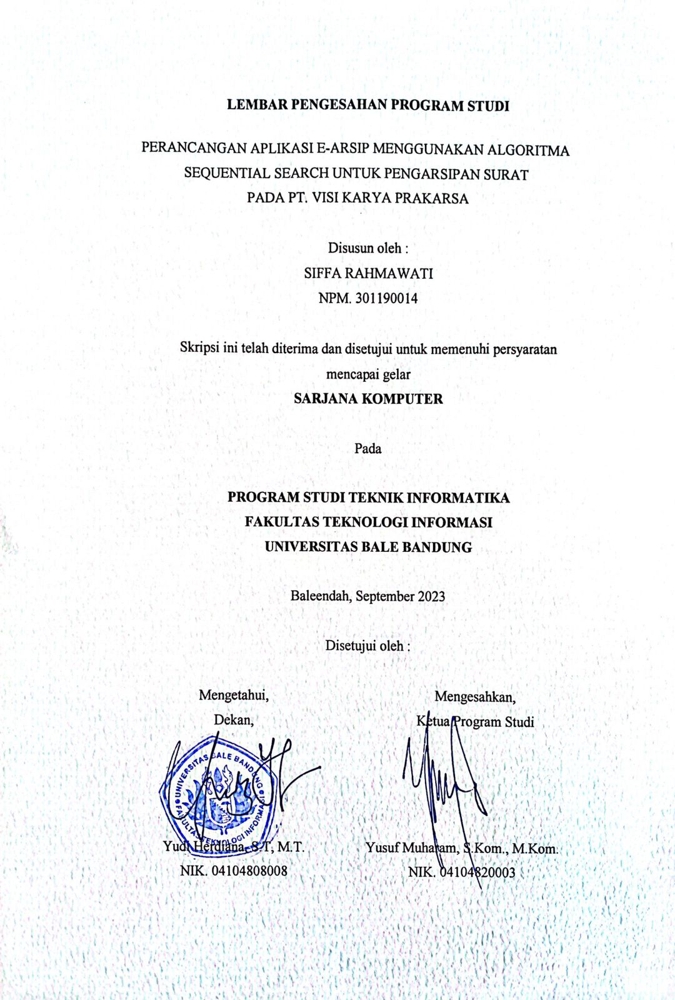 LEMBAR PENGESAHAN PROGRAM STUDI
PERANCANGAN APLIKASI E-ARSIP MENGGUNAKAN ALGORITMA
SEQUENTIAL SEARCH UNTUK PENGARSIPAN SURAT
PADA PT. VISI KARYA PRAKARSA
Disusun oleh :
SIFFA RAHMAWATI
NPM. 301190014
Skripsi ini telah diterima dan disetujui untuk memenuhi persyaratan
mencapai gelar
SARJANA KOMPUTER
Pada
PROGRAM STUDI TEKNIK INFORMATIKA
FAKULTAS TEKNOLOGI INFORMASI
UNIVERSITAS BALE BANDUNG
Baleendah, September 2023
Disetujui oleh :
Mengetahui,
Dekan,
UNIVERSITAS BALE BANDUNG
FAKULTAS TEKNOLOGI INFORMASI
Yudi Herdiana, S.T, M.T.
NIK. 04104808008
Mengesahkan,
Ketua Program Studi
Yusuf Muharam, S.Kom., M.Kom.
NIK. 04104820003